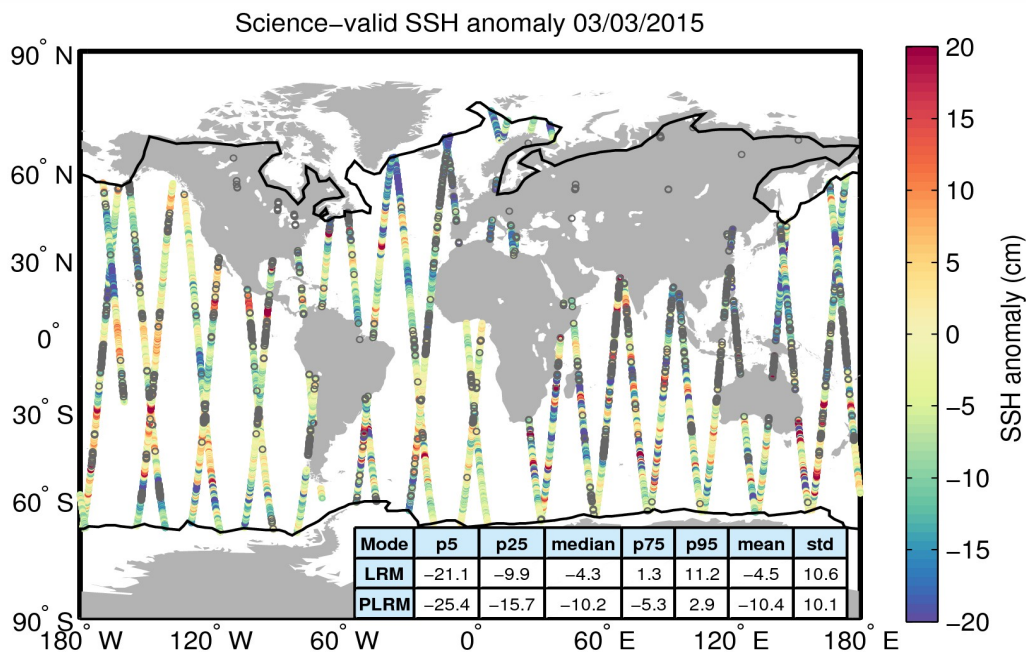 Science−valid SSH anomaly 03/03/2015
90° N
60° N
30° N
0°
30° S
60° S
90° S
180° W 120° W 60° W 0° 60° E 120° E 180° E
Mode p5 p25 median p75 p95 mean std
LRM −21.1 −9.9 −4.3 1.3 11.2 −4.5 10.6
PLRM −25.4 −15.7 −10.2 −5.3 2.9 −10.4 10.1
20
15
10
5
0
−5
−10
−15
−20
SSH anomaly (cm)